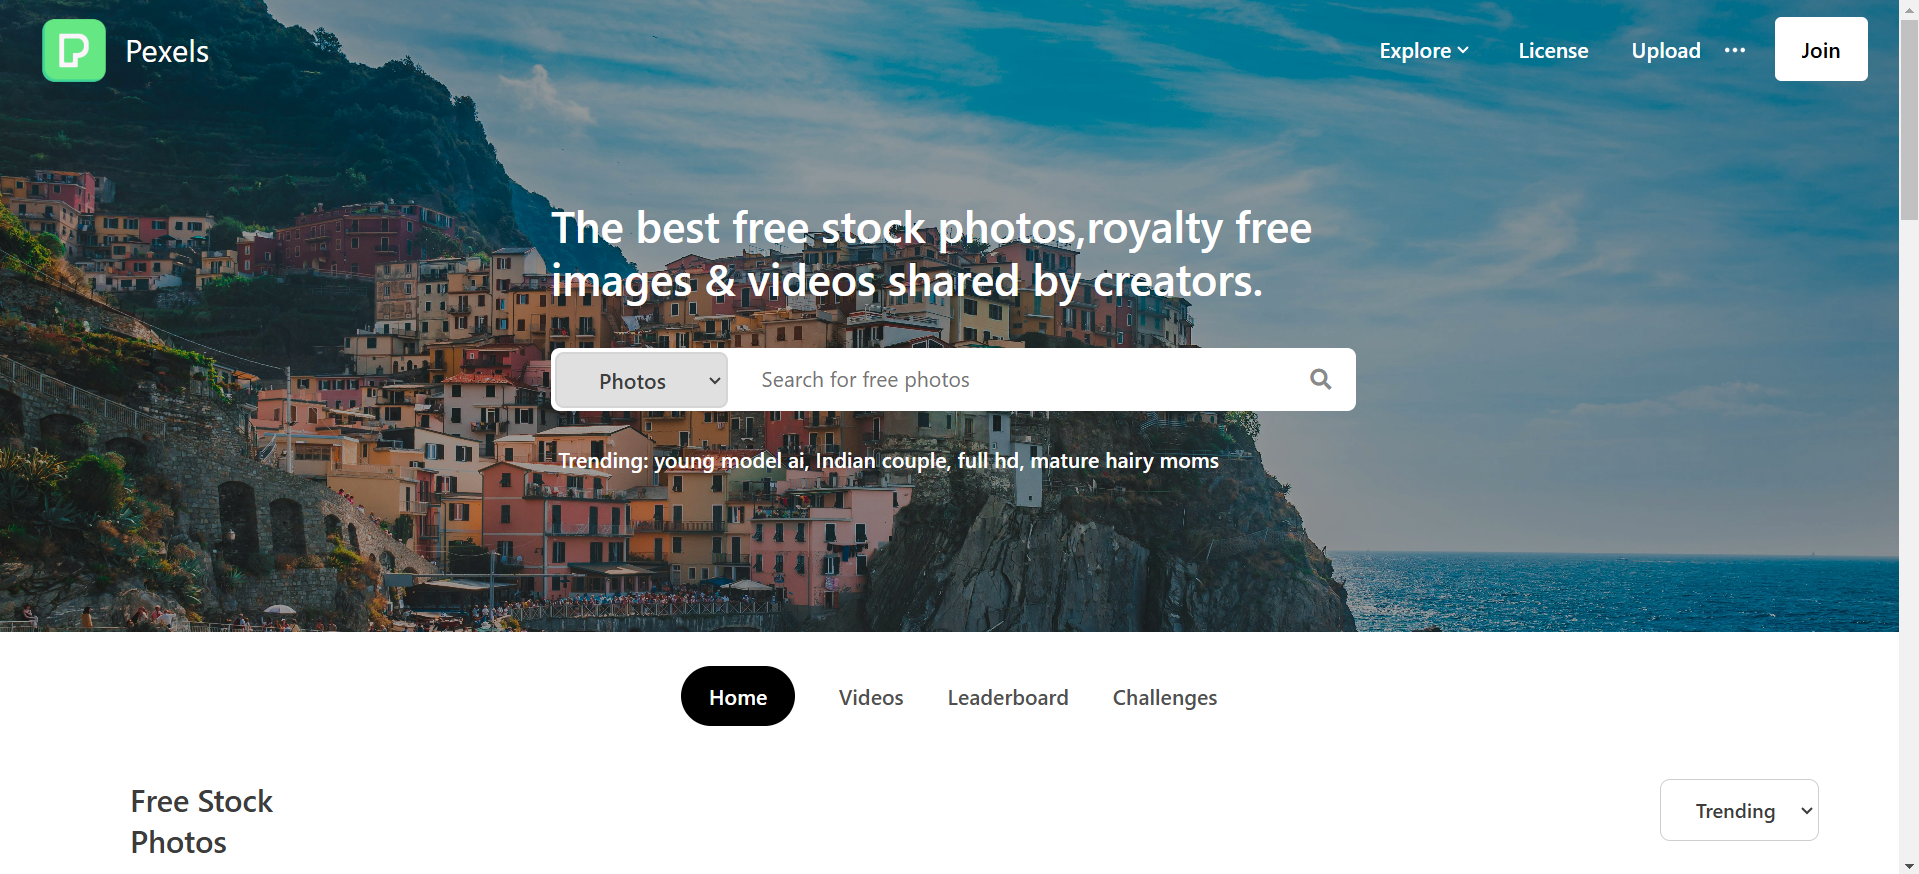 Pexels
Explore
License
Upload
Join
The best free stock photos,royalty free
images & videos shared by creators.
Photos
Search for free photos
Trending: young model ai, Indian couple, full hd, mature hairy moms
Home
Videos
Leaderboard
Challenges
Free Stock
Photos
Trending